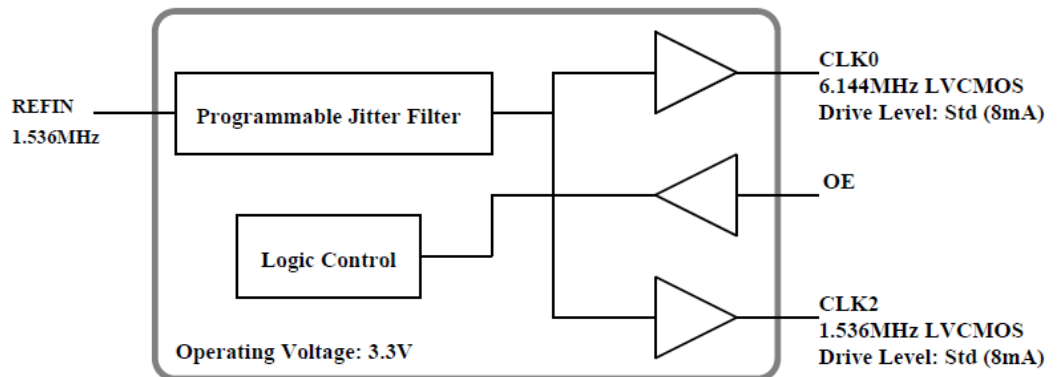 REFIN
1.536MHz
Programmable Jitter Filter
Logic Control
Operating Voltage: 3.3V
CLK0
6.144MHz LVCMOS
Drive Level: Std (8mA)
OE
CLK2
1.536MHz LVCMOS
Drive Level: Std (8mA)